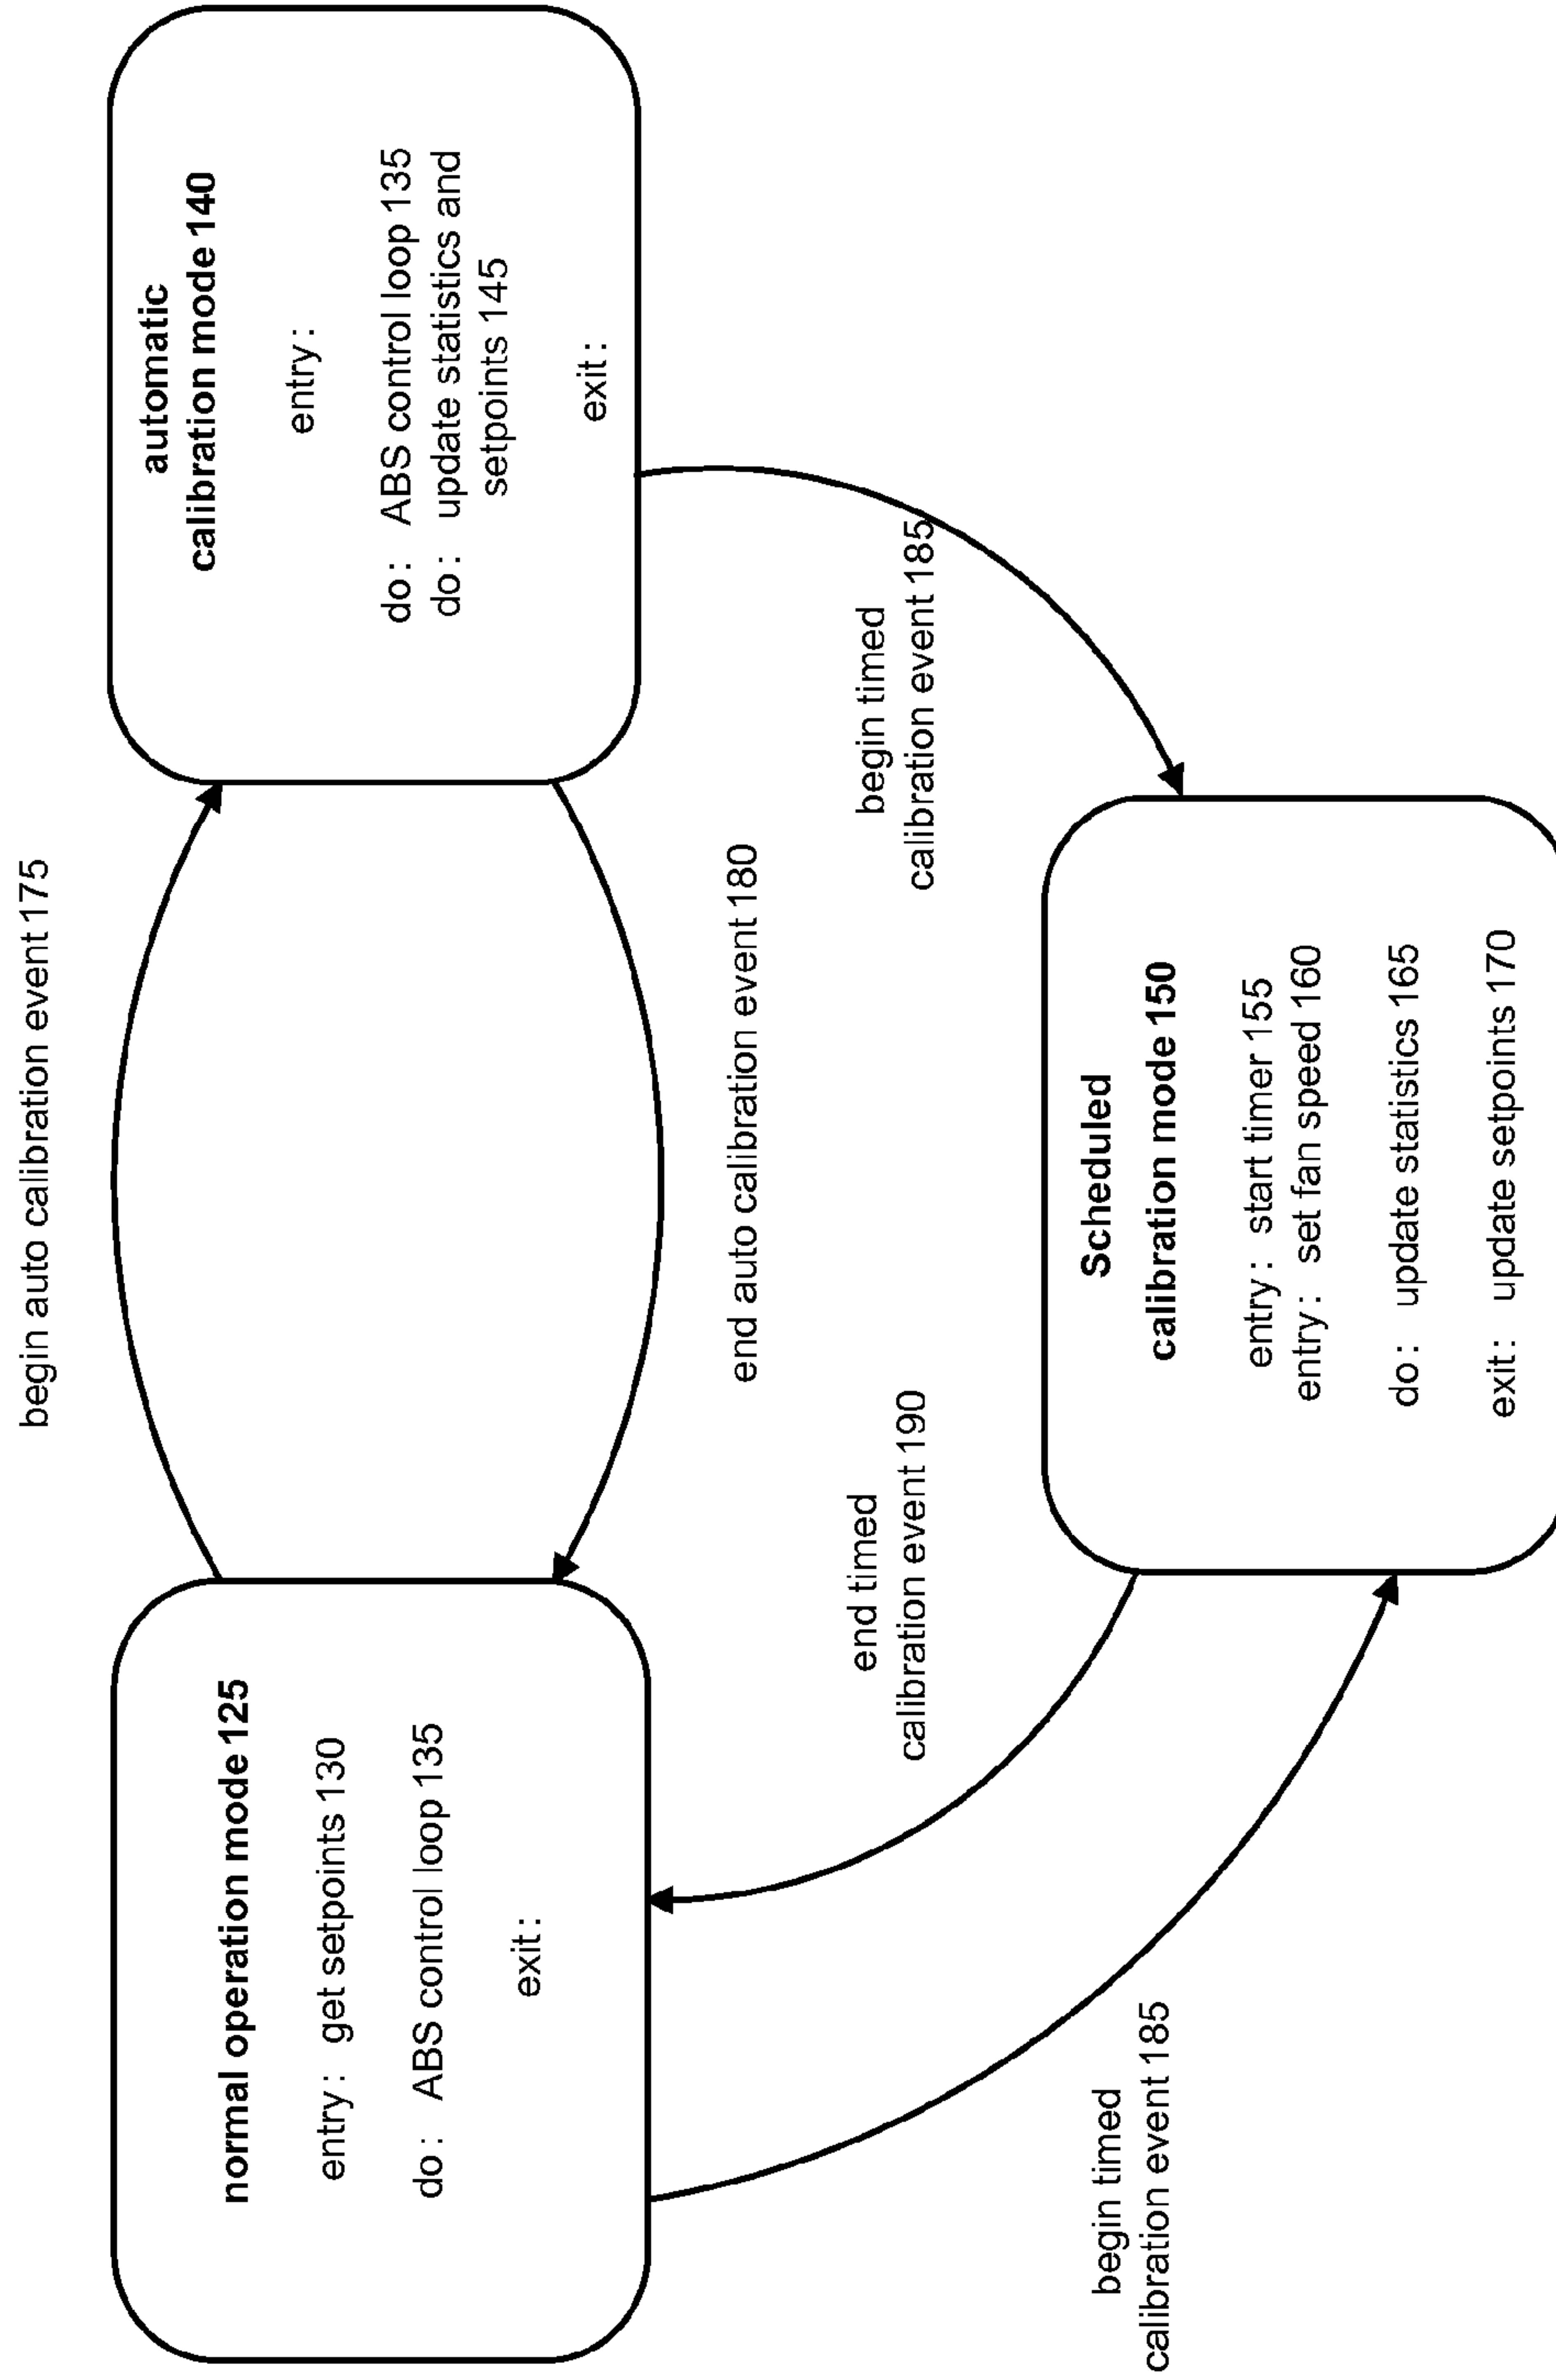 begin auto calibration event 175
normal operation mode 125
entry : get setpoints 130
do : ABS control loop 135
exit :
automatic
calibration mode 140
entry :
do : ABS control loop 135
do : update statistics and
setpoints 145
exit :
end auto calibration event 180
end timed
calibration event 190
begin timed
calibration event 185
begin timed
calibration event 185
Scheduled
calibration mode 150
entry : start timer 155
entry : set fan speed 160
do : update statistics 165
exit : update setpoints 170